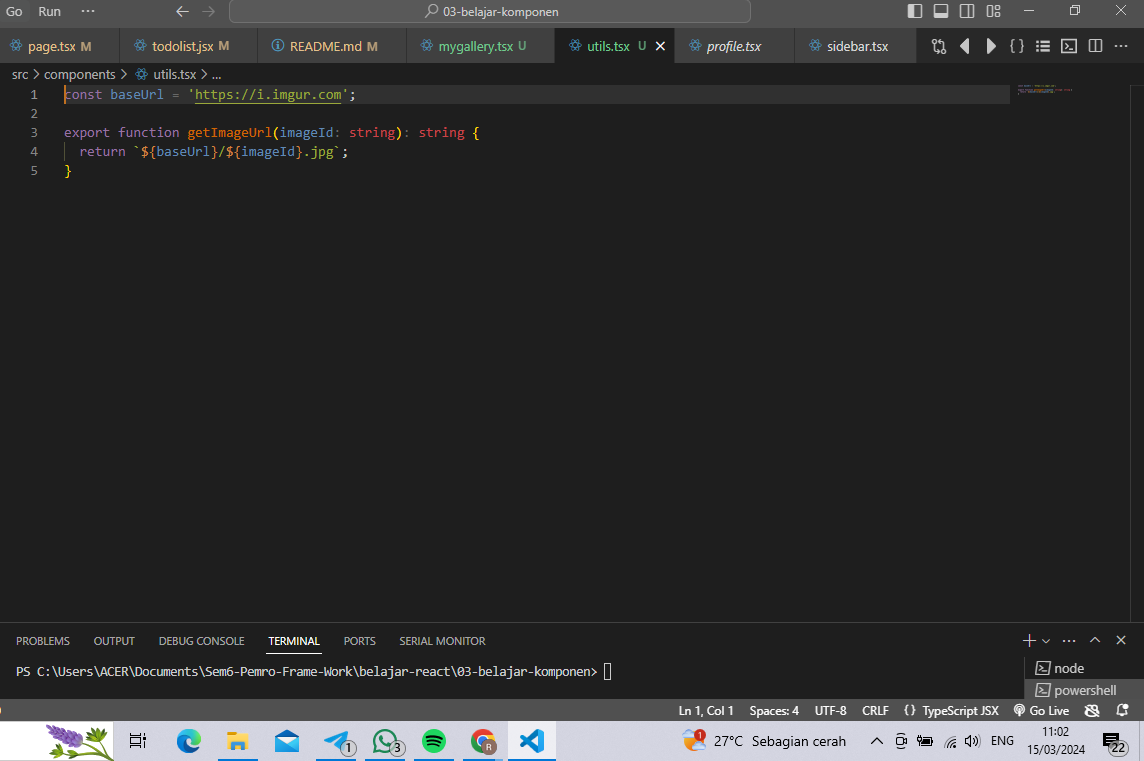 Go Run ··· 03-belajar-komponen
page.tsx M todolist.jsx M README.md M mygallery.tsx U utils.tsx U profile.tsx sidebar.tsx
src > components > utils.tsx > ...
1 const baseUrl = 'https://i.imgur.com';
2
3 export function getImageUrl(imageId: string): string {
4 return `${baseUrl}/${imageId}.jpg`;
5 }
PROBLEMS OUTPUT DEBUG CONSOLE TERMINAL PORTS SERIAL MONITOR
PS C:\Users\ACER\Documents\Sem6-Pemro-Frame-Work\belajar-react\03-belajar-komponen>
node
powershell
Ln 1, Col 1 Spaces: 4 UTF-8 CRLF {} TypeScript JSX Go Live
1 3 R 1 27°C Sebagian cerah ENG 11:02
15/03/2024 22